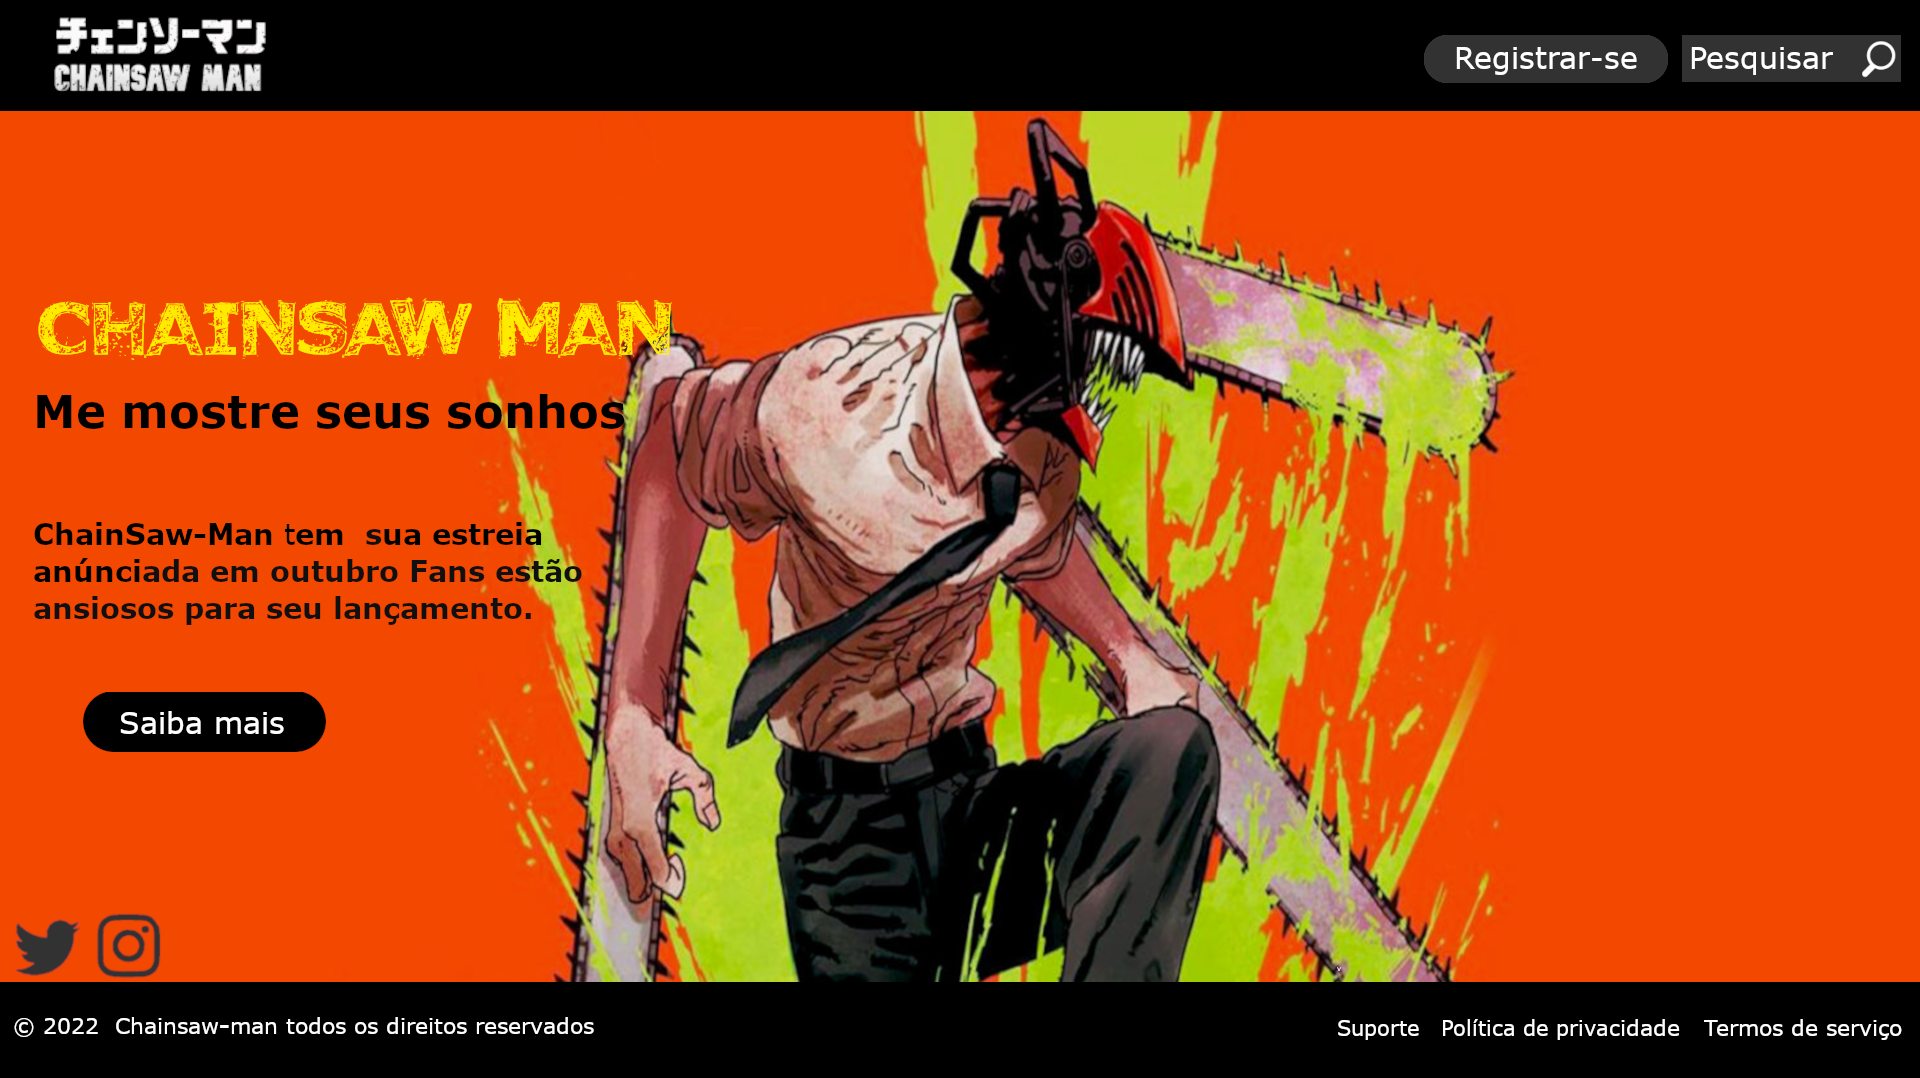 チェンソーマン
CHAINSAW MAN
Registrar-se
Pesquisar
CHAINSAW MAN
Me mostre seus sonhos
ChainSaw-Man tem  sua estreia
anúnciada em outubro Fans estão
ansiosos para seu lançamento.
Saiba mais
© 2022  Chainsaw-man todos os direitos reservados
Suporte
Política de privacidade
Termos de serviço